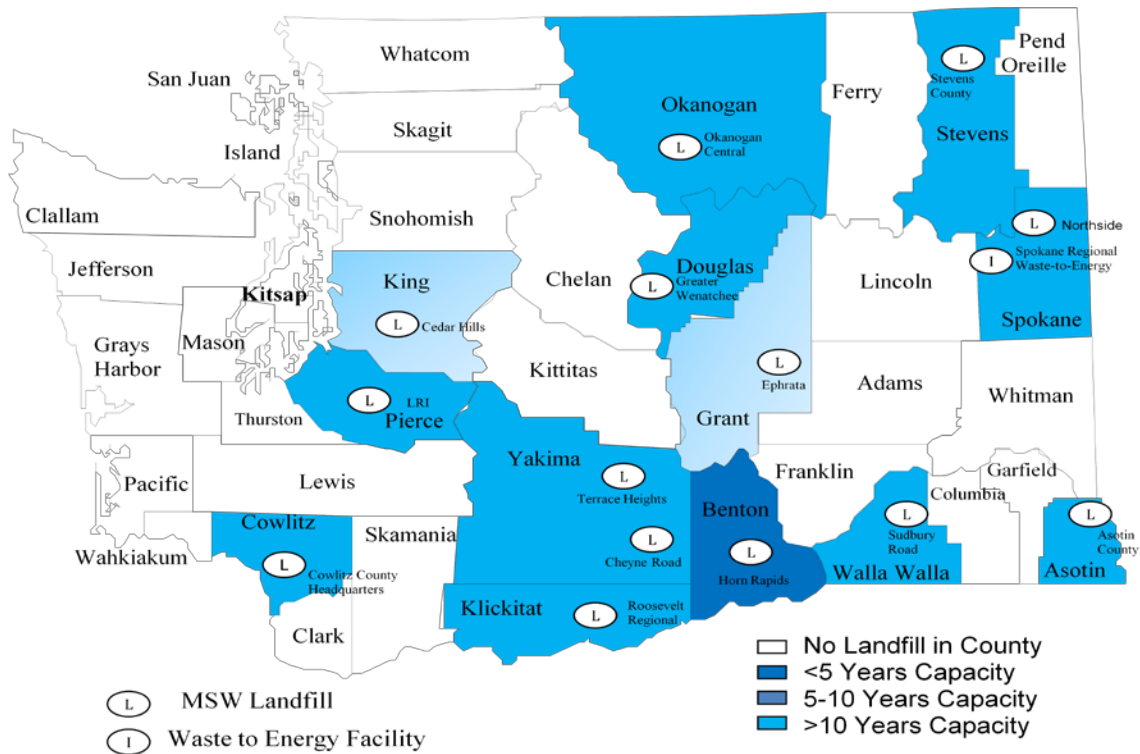 Whatcom
Okanogan
Ferry
Pend
Oreille
L
Stevens
County
San Juan
Skagit
Stevens
L
Okanogan
Central
Island
Clallam
Snohomish
L
Northside
Jefferson
Chelan
Douglas
Lincoln
I
Spokane Regional
Waste-to-Energy
King
L
Greater
Wenatchee
Kitsap
Spokane
L
Cedar Hills
Mason
Grays
Harbor
Kittitas
L
Ephrata
Adams
Whitman
L
LRI
Pierce
Thurston
Grant
Yakima
Franklin
Garfield
Pacific
Lewis
L
Terrace Heights
Columbia
Benton
L
Sudbury
Road
L
Asotin
County
Cowlitz
Skamania
L
Cheyne Road
Wahkiakum
L
Horn Rapids
L
Cowlitz County
Headquarters
Walla Walla
Asotin
Klickitat
L
Roosevelt
Regional
Clark
L
MSW Landfill
I
Waste to Energy Facility
No Landfill in County
<5 Years Capacity
5-10 Years Capacity
>10 Years Capacity